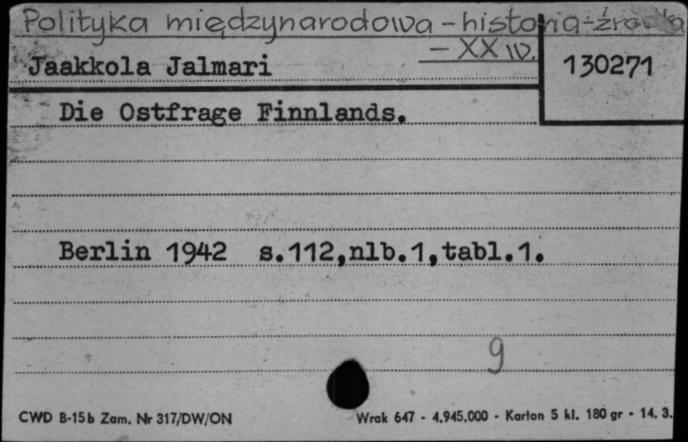 Polityka międzynarodowa - historia - źródła
- XX w.
Jaakkola Jalmari
130271
Die Ostfrage Finnlands.
Berlin 1942 s.112,nlb.1,tabl.1.
9
CWD B-15b Zam. Nr 317/DW/ON
Wrak 647 - 4.945.000 - Karton 5 kl. 180 gr - 14. 3.